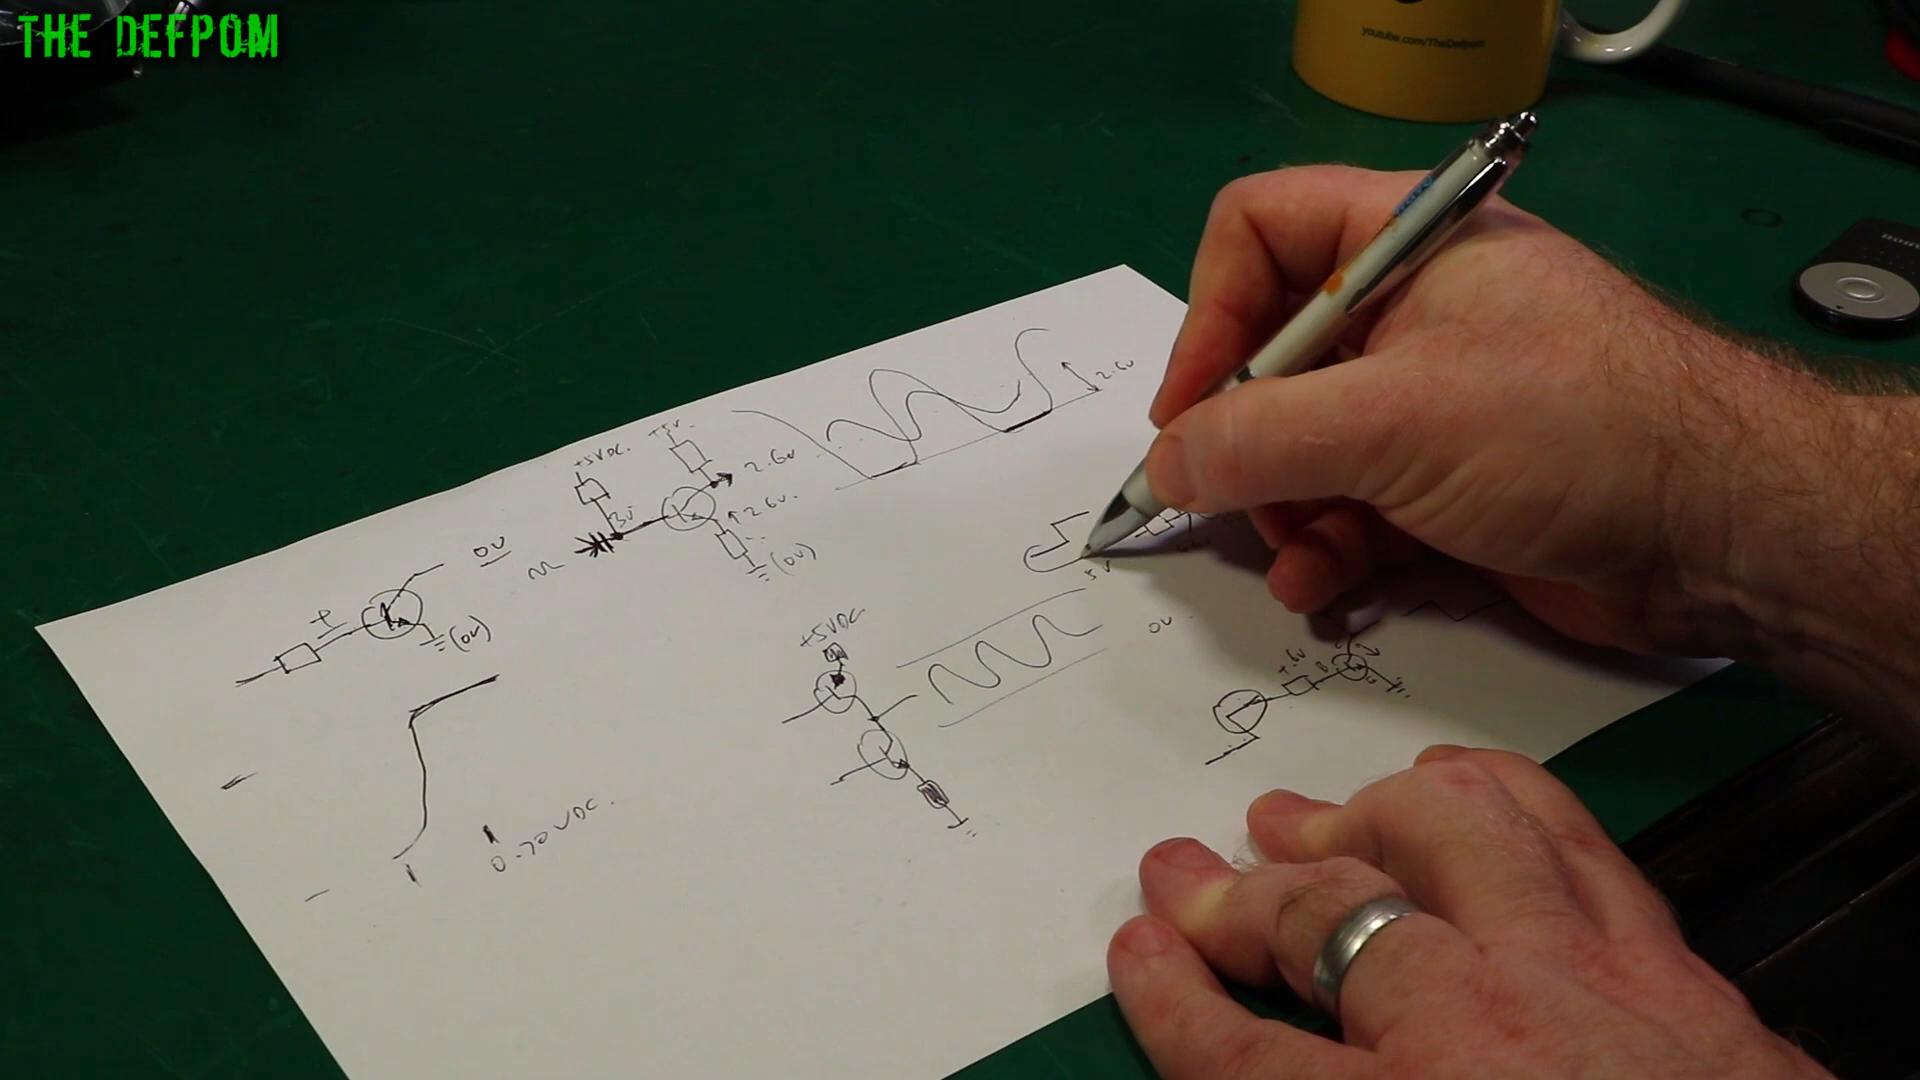 THE DEFPOM
youtube.com/TheDefpom
2.6v
+5v.
+5VDC.
2.6v
3v
2.6v.
0V
(0v)
+
(0v)
5v
+5VDC
0v
+.6v
B
0.70VDC.